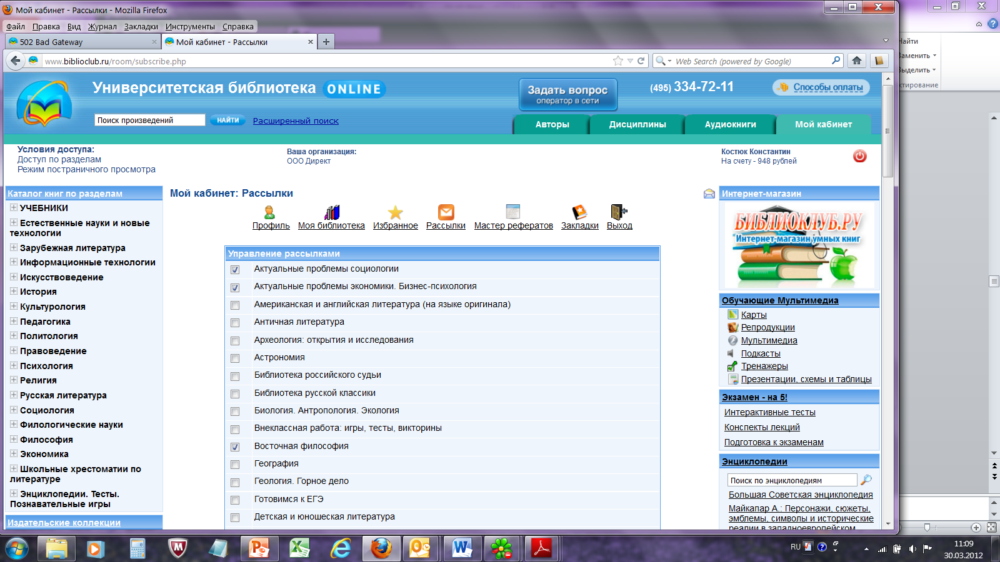 Мой кабинет - Рассылки - Mozilla Firefox
Файл Правка Вид Журнал Закладки Инструменты Справка
502 Bad Gateway
Мой кабинет - Рассылки
www.biblioclub.ru/room/subscribe.php
Web Search (powered by Google)
Университетская библиотека ONLINE
Задать вопрос
оператор в сети
(495) 334-72-11
Способы оплаты
Поиск произведений
НАЙТИ
Расширенный поиск
Авторы
Дисциплины
Аудиокниги
Мой кабинет
Условия доступа:
Доступ по разделам
Режим постраничного просмотра
Ваша организация:
ООО Директ
Костюк Константин
На счету - 948 рублей
Каталог книг по разделам
УЧЕБНИКИ
Естественные науки и новые
технологии
Зарубежная литература
Информационные технологии
Искусствоведение
История
Культурология
Педагогика
Политология
Правоведение
Психология
Религия
Русская литература
Социология
Филологические науки
Философия
Экономика
Школьные хрестоматии по
литературе
Энциклопедии. Тесты.
Познавательные игры
Издательские коллекции
Мой кабинет: Рассылки
Профиль
Моя библиотека
Избранное
Рассылки
Мастер рефератов
Закладки
Выход
Управление рассылками
Актуальные проблемы социологии
Актуальные проблемы экономики. Бизнес-психология
Американская и английская литература (на языке оригинала)
Античная литература
Археология: открытия и исследования
Астрономия
Библиотека российского судьи
Библиотека русской классики
Биология. Антропология. Экология
Внеклассная работа: игры, тесты, викторины
Восточная философия
География
Геология. Горное дело
Готовимся к ЕГЭ
Детская и юношеская литература
Интернет-магазин
БИБЛИОКЛУБ.РУ
Интернет-магазин умных книг
Обучающие Мультимедиа
Карты
Репродукции
Мультимедиа
Подкасты
Тренажеры
Презентации, схемы и таблицы
Экзамен - на 5!
Интерактивные тесты
Конспекты лекций
Подготовка к экзаменам
Энциклопедии
Поиск по энциклопедиям
Большая Советская энциклопедия
Майкапар А.: Персонажи, сюжеты,
эмблемы, символы и исторические
реалии в западноевропейском
RU
11:09
30.03.2012